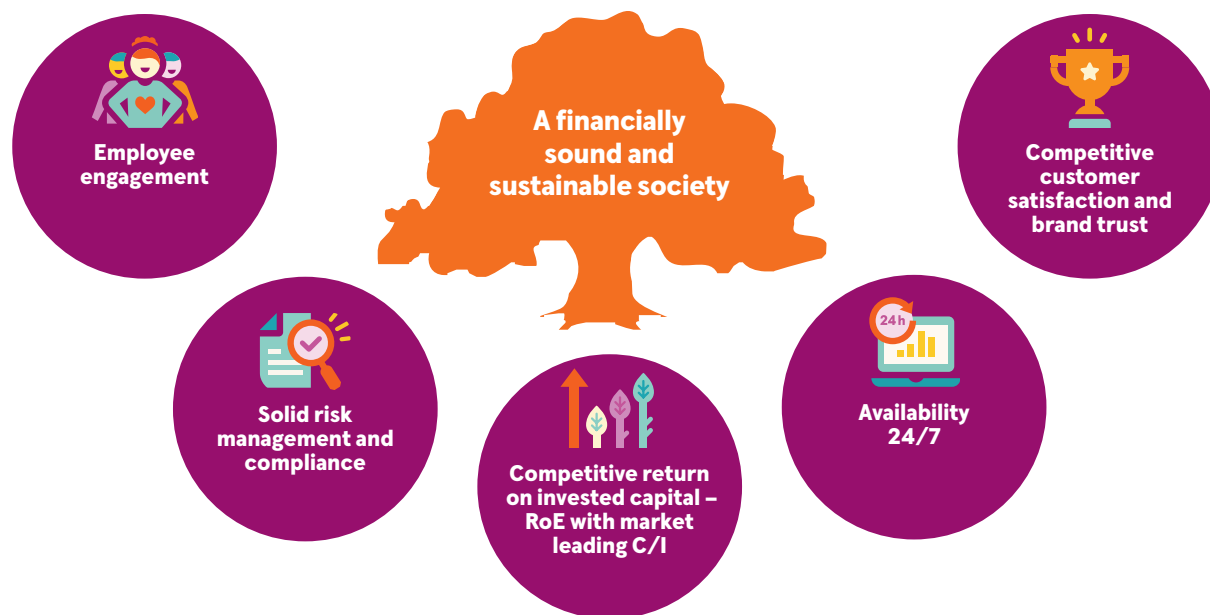 Employee
engagement
A financially
sound and
sustainable society
Competitive
customer
satisfaction and
brand trust
Solid risk
management and
compliance
Competitive return
on invested capital –
RoE with market
leading C/I
24h
Availability
24/7